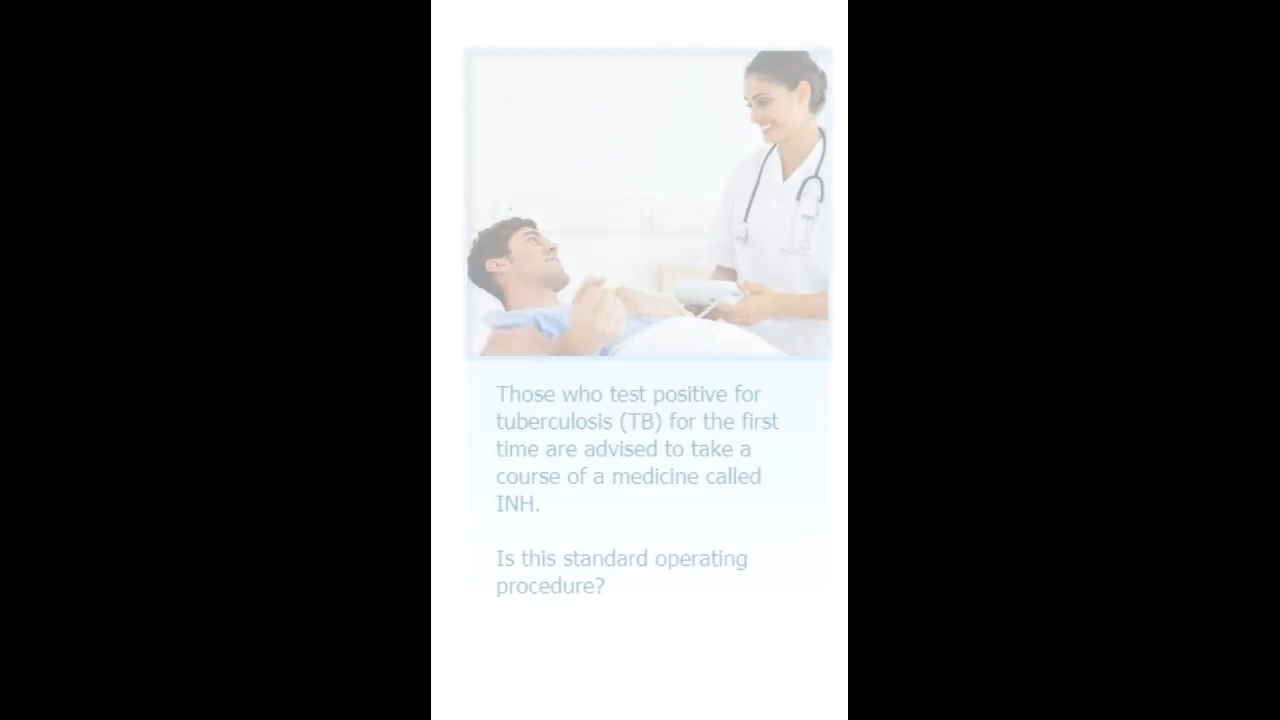 Those who test positive for
tuberculosis (TB) for the first
time are advised to take a
course of a medicine called
INH.
Is this standard operating
procedure?